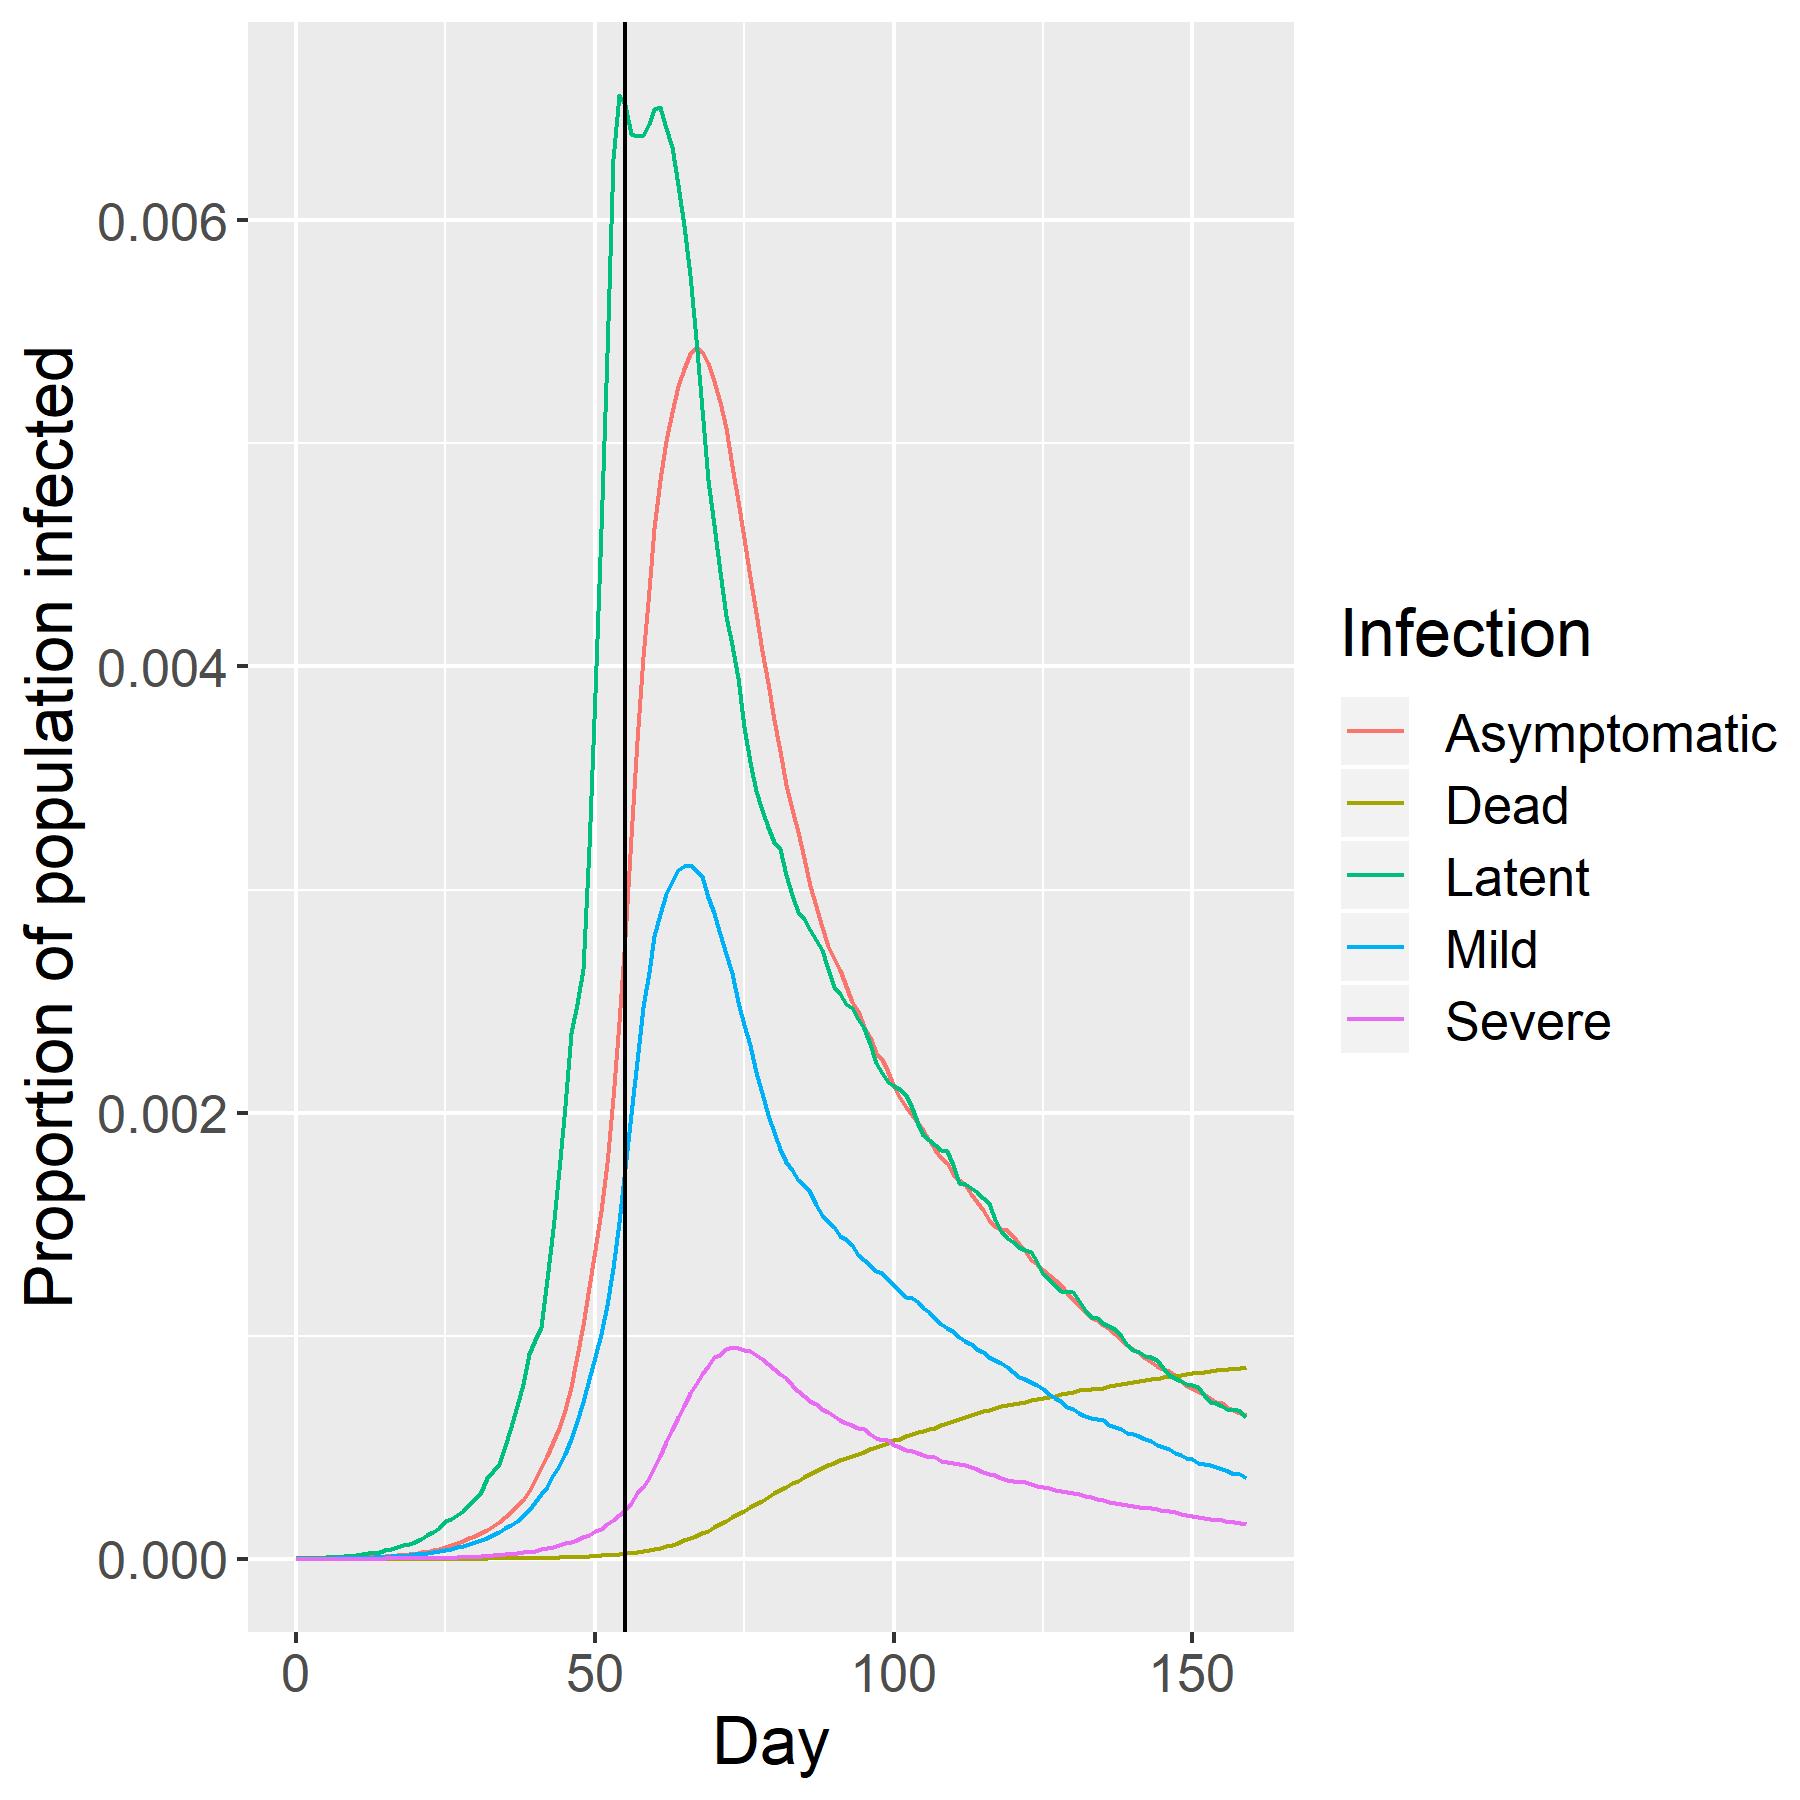 Proportion of population infected
0.006
0.004
0.002
0.000
0
50
100
150
Day
Infection
Asymptomatic
Dead
Latent
Mild
Severe